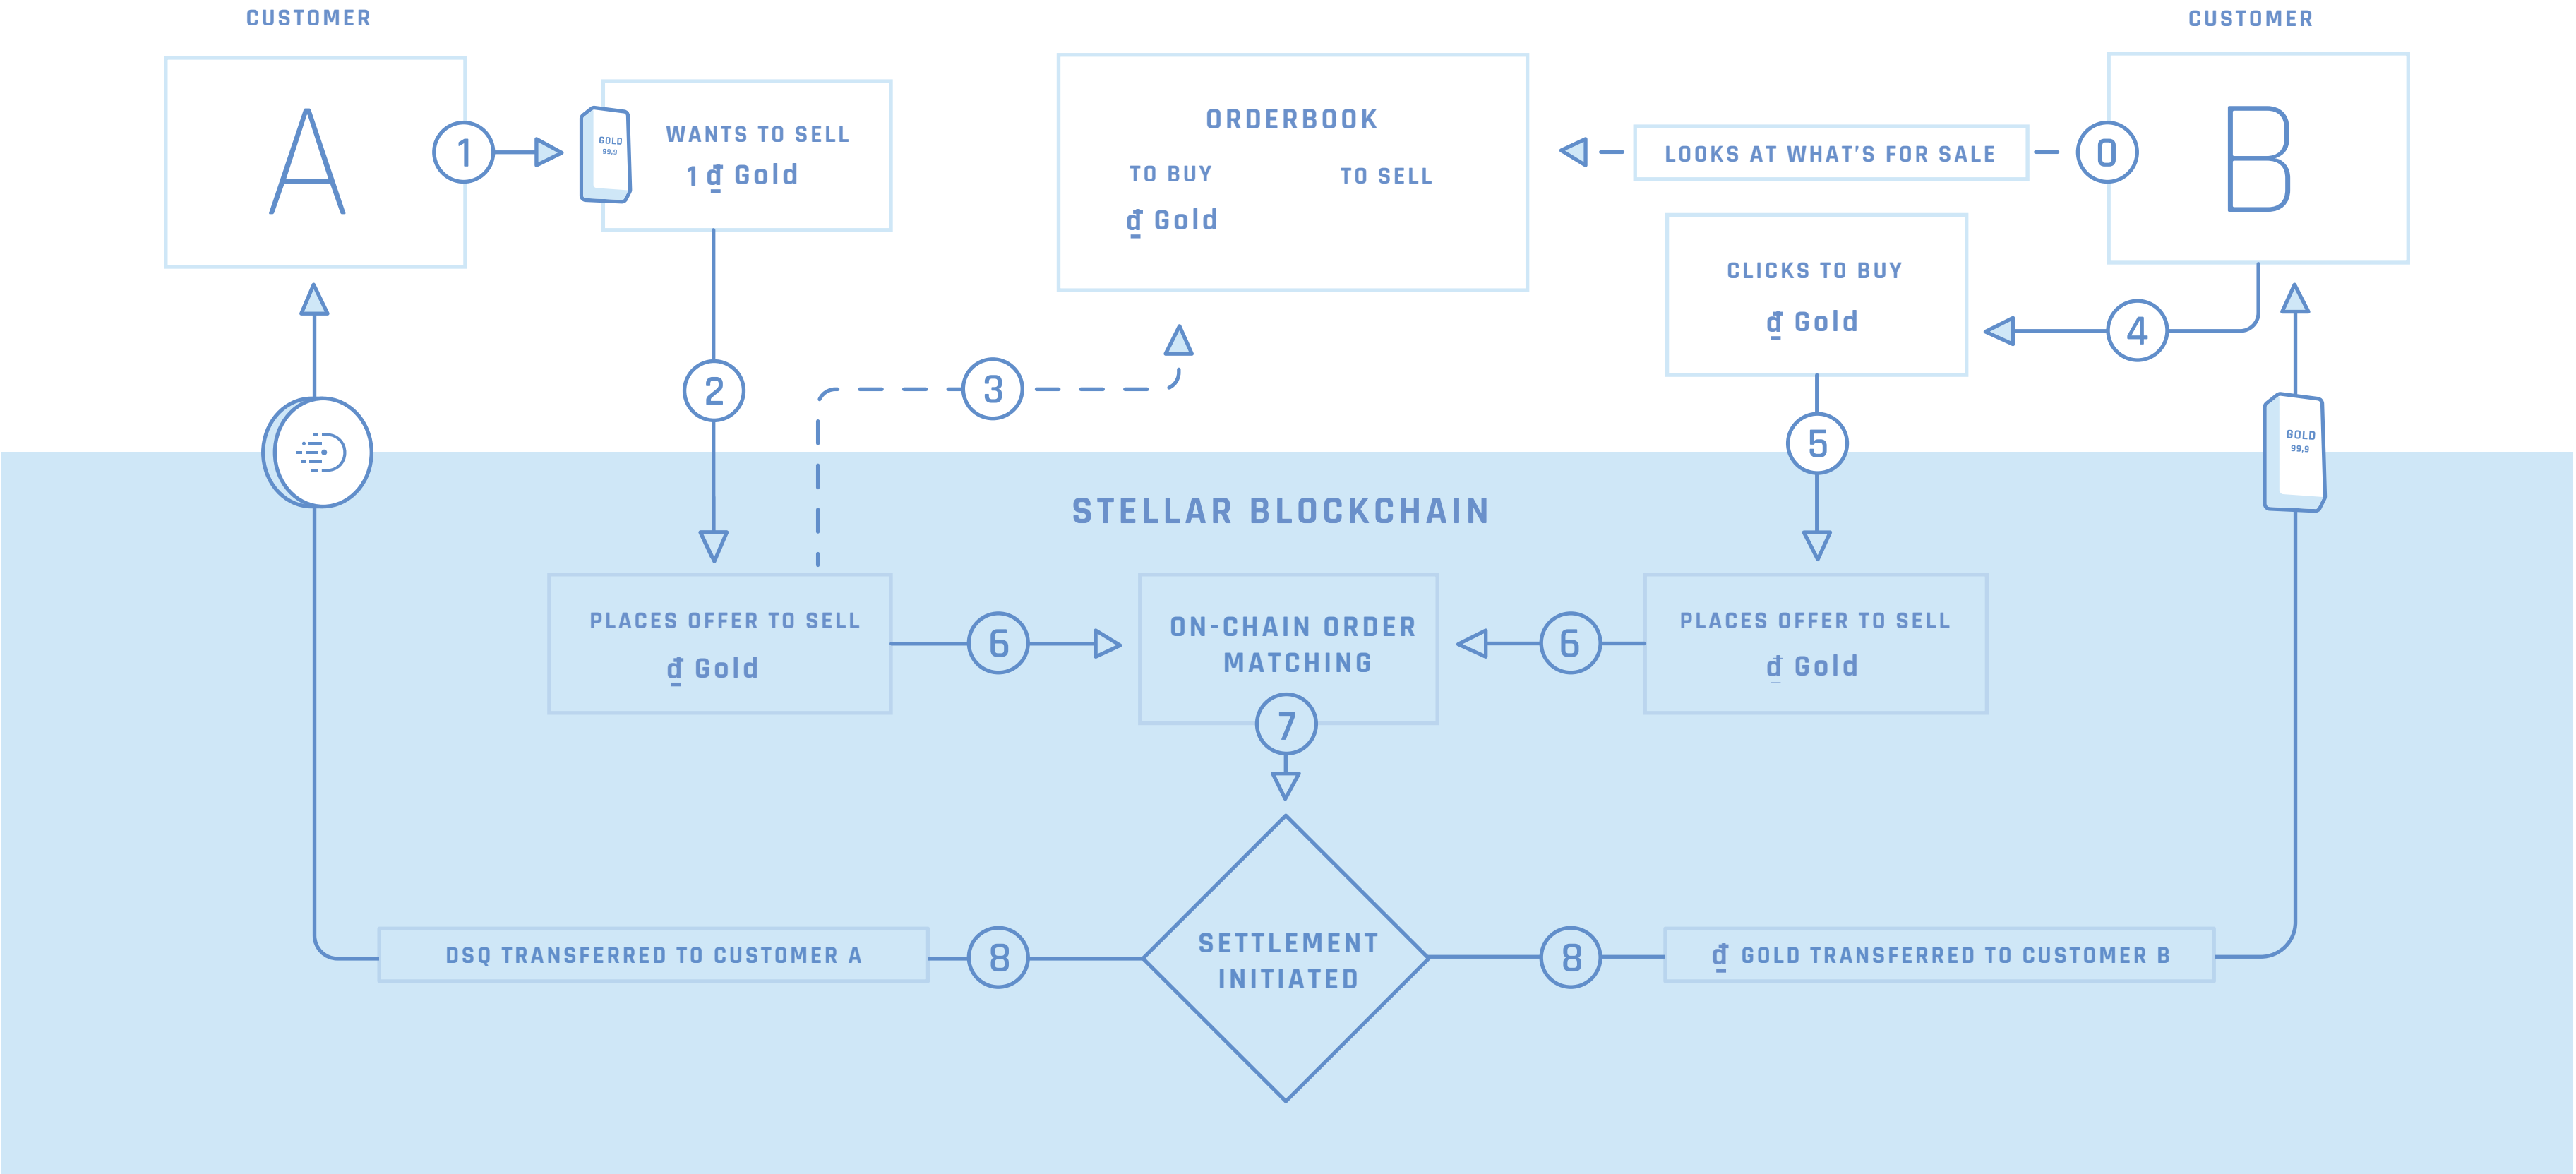 CUSTOMER
CUSTOMER
A
1
GOLD
99.9
WANTS TO SELL
1 ₫ Gold
ORDERBOOK
TO BUY
TO SELL
₫ Gold
LOOKS AT WHAT'S FOR SALE
0
B
CLICKS TO BUY
₫ Gold
4
2
3
5
GOLD
99.9
STELLAR BLOCKCHAIN
PLACES OFFER TO SELL
₫ Gold
6
ON-CHAIN ORDER
MATCHING
6
PLACES OFFER TO SELL
₫ Gold
7
SETTLEMENT
INITIATED
DSQ TRANSFERRED TO CUSTOMER A
8
8
₫ GOLD TRANSFERRED TO CUSTOMER B